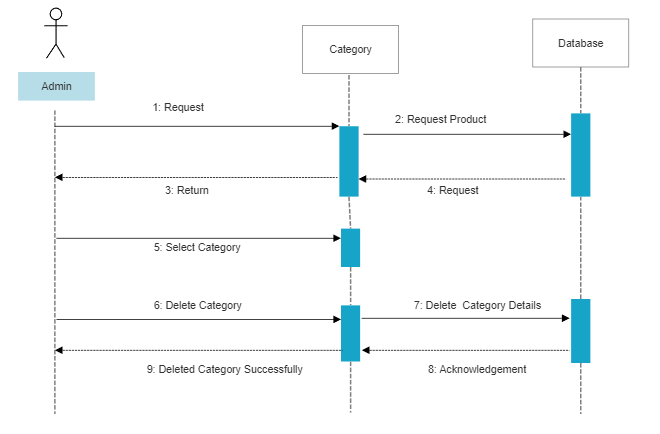 Category
Database
Admin
1: Request
2: Request Product
3: Return
4: Request
5: Select Category
6: Delete Category
7: Delete  Category Details
9: Deleted Category Successfully
8: Acknowledgement